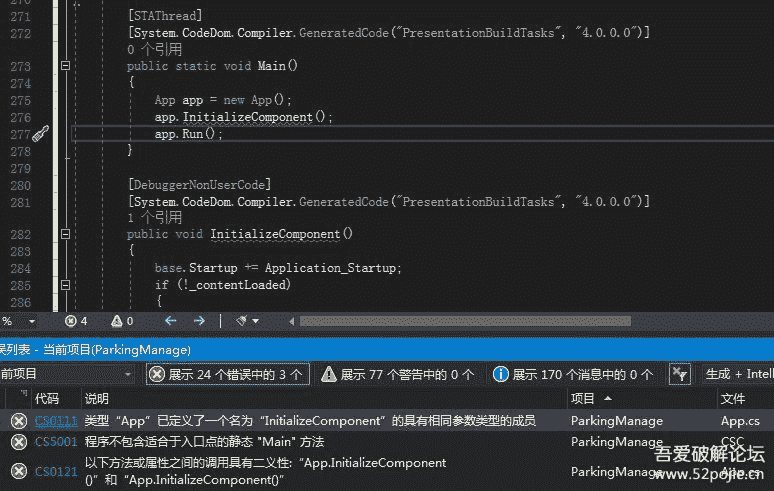 270
271 [STAThread]
272 [System.CodeDom.Compiler.GeneratedCode("PresentationBuildTasks", "4.0.0.0")]
0 个引用
273 public static void Main()
274 {
275 App app = new App();
276 app.InitializeComponent();
277 app.Run();
278 }
279
280 [DebuggerNonUserCode]
281 [System.CodeDom.Compiler.GeneratedCode("PresentationBuildTasks", "4.0.0.0")]
1 个引用
282 public void InitializeComponent()
283 {
284 base.Startup += Application_Startup;
285 if (!_contentLoaded)
286 {
% 4 0
误列表 - 当前项目(ParkingManage)
前项目 展示 24 个错误中的 3 个 展示 77 个警告中的 0 个 展示 170 个消息中的 0 个 生成 + Intell
代码 说明 项目 文件
CS0111 类型“App”已定义了一个名为“InitializeComponent”的具有相同参数类型的成员 ParkingManage App.cs
CS5001 程序不包含适合于入口点的静态 "Main" 方法 ParkingManage CSC
CS0121 以下方法或属性之间的调用具有二义性:“App.InitializeComponent
()”和“App.InitializeComponent()” ParkingManage App.cs
吾爱破解论坛
www.52pojie.cn